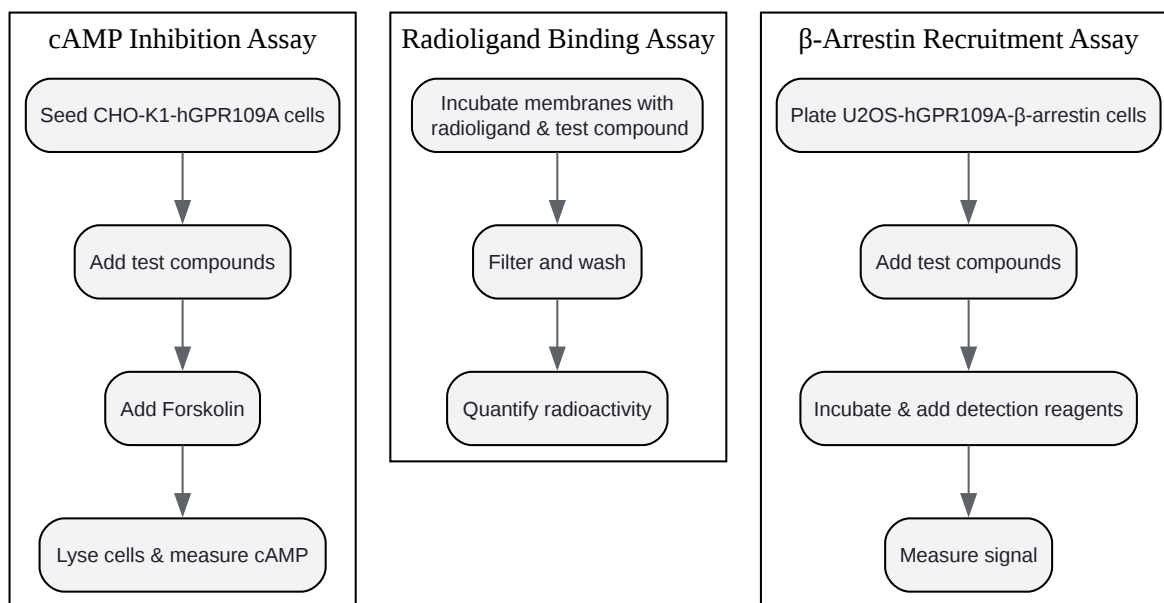 cAMP Inhibition Assay
Seed CHO-K1-hGPR109A cells
Add test compounds
Add Forskolin
Lyse cells & measure cAMP
Radioligand Binding Assay
Incubate membranes with
radioligand & test compound
Filter and wash
Quantify radioactivity
β-Arrestin Recruitment Assay
Plate U2OS-hGPR109A-β-arrestin cells
Add test compounds
Incubate & add detection reagents
Measure signal